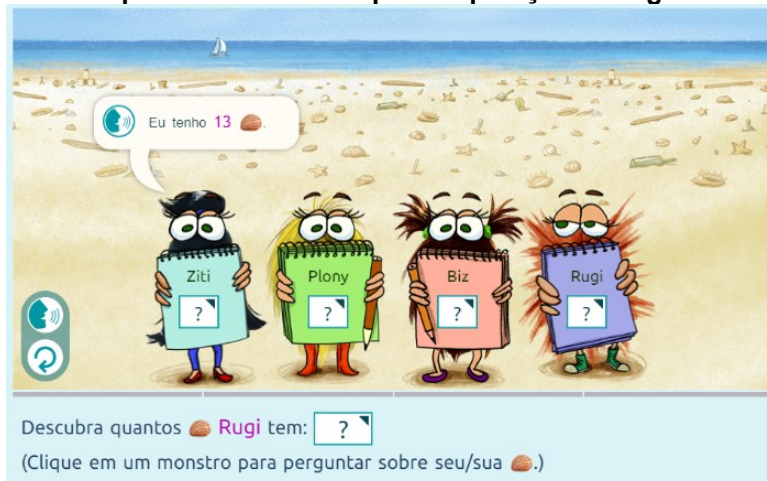 Eu tenho 13 .
Ziti
Plony
Biz
Rugi
?
?
?
?
Descubra quantos Rugi tem: ?
(Clique em um monstro para perguntar sobre seu/sua .)